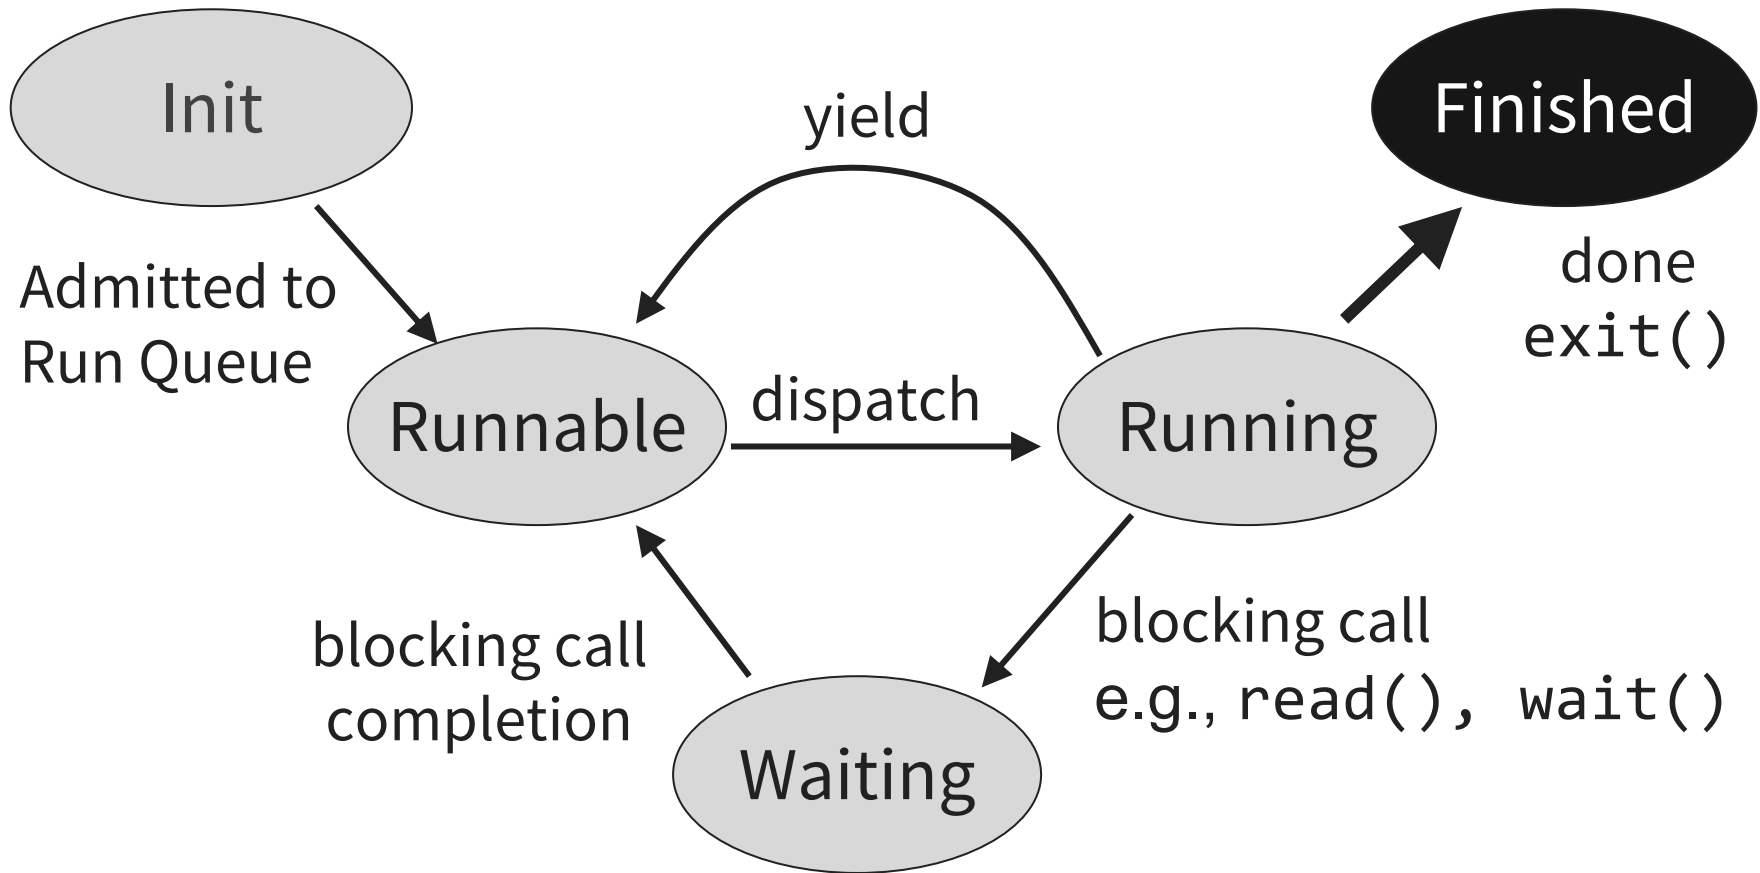 Init
Finished
yield
Admitted to
Run Queue
done
exit()
Runnable
dispatch
Running
blocking call
completion
blocking call
e.g., read(), wait()
Waiting